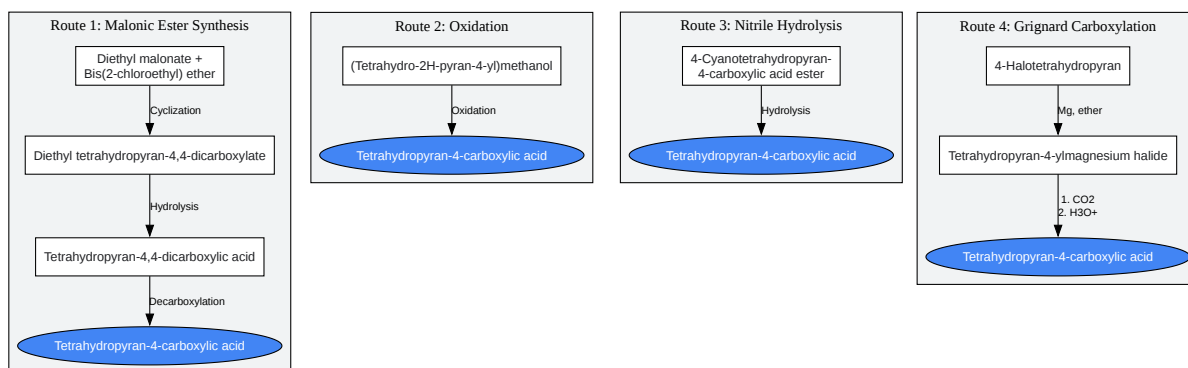 Route 1: Malonic Ester Synthesis
Diethyl malonate +
Bis(2-chloroethyl) ether
Cyclization
Diethyl tetrahydropyran-4,4-dicarboxylate
Hydrolysis
Tetrahydropyran-4,4-dicarboxylic acid
Decarboxylation
Tetrahydropyran-4-carboxylic acid
Route 2: Oxidation
(Tetrahydro-2H-pyran-4-yl)methanol
Oxidation
Tetrahydropyran-4-carboxylic acid
Route 3: Nitrile Hydrolysis
4-Cyanotetrahydropyran-
4-carboxylic acid ester
Hydrolysis
Tetrahydropyran-4-carboxylic acid
Route 4: Grignard Carboxylation
4-Halotetrahydropyran
Mg, ether
Tetrahydropyran-4-ylmagnesium halide
1. CO2
2. H3O+
Tetrahydropyran-4-carboxylic acid